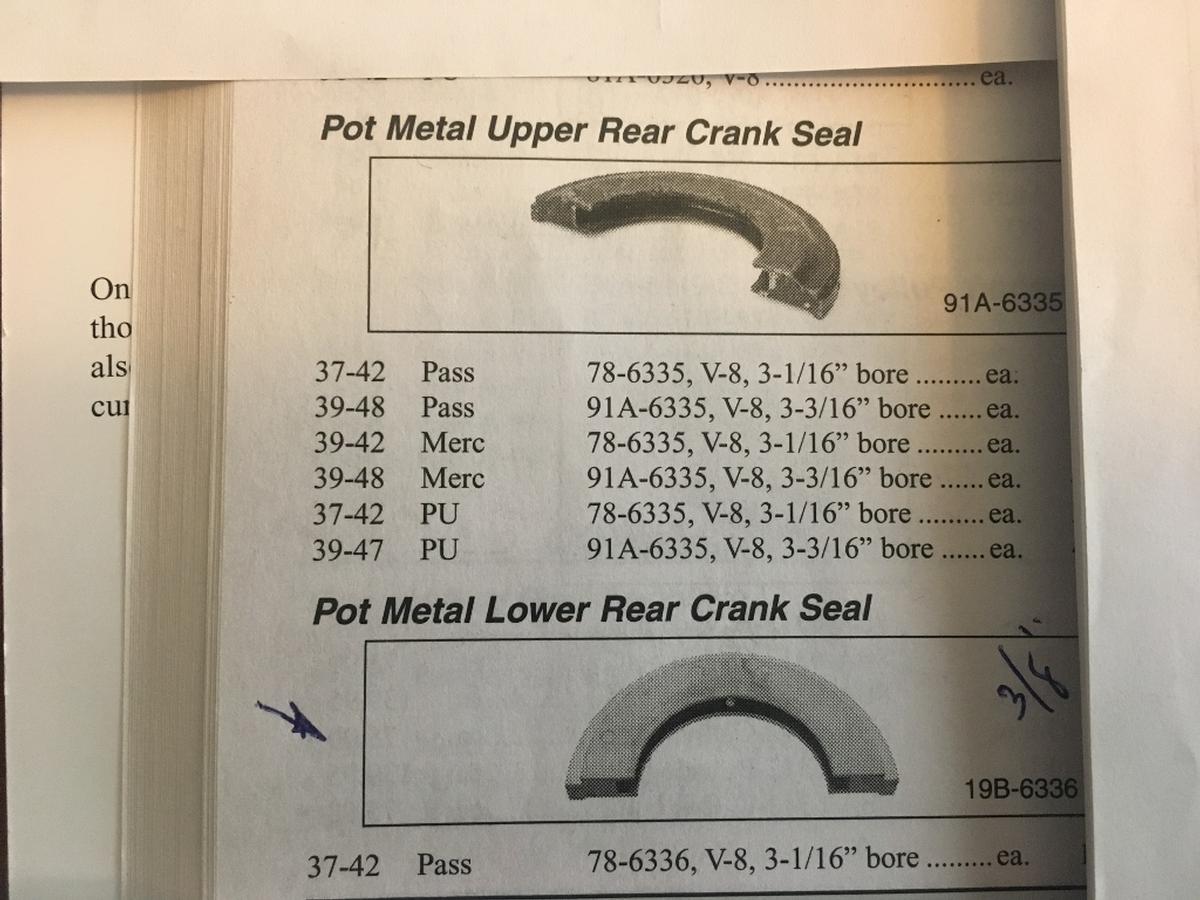 ea.
Pot Metal Upper Rear Crank Seal
91A-6335
37-42 Pass 78-6335, V-8, 3-1/16” bore ......... ea.
39-48 Pass 91A-6335, V-8, 3-3/16” bore ...... ea.
39-42 Merc 78-6335, V-8, 3-1/16” bore ......... ea.
39-48 Merc 91A-6335, V-8, 3-3/16” bore ...... ea.
37-42 PU 78-6335, V-8, 3-1/16” bore ......... ea.
39-47 PU 91A-6335, V-8, 3-3/16” bore ...... ea.
Pot Metal Lower Rear Crank Seal
3/8
19B-6336
37-42 Pass 78-6336, V-8, 3-1/16” bore ......... ea.
On
tho
als